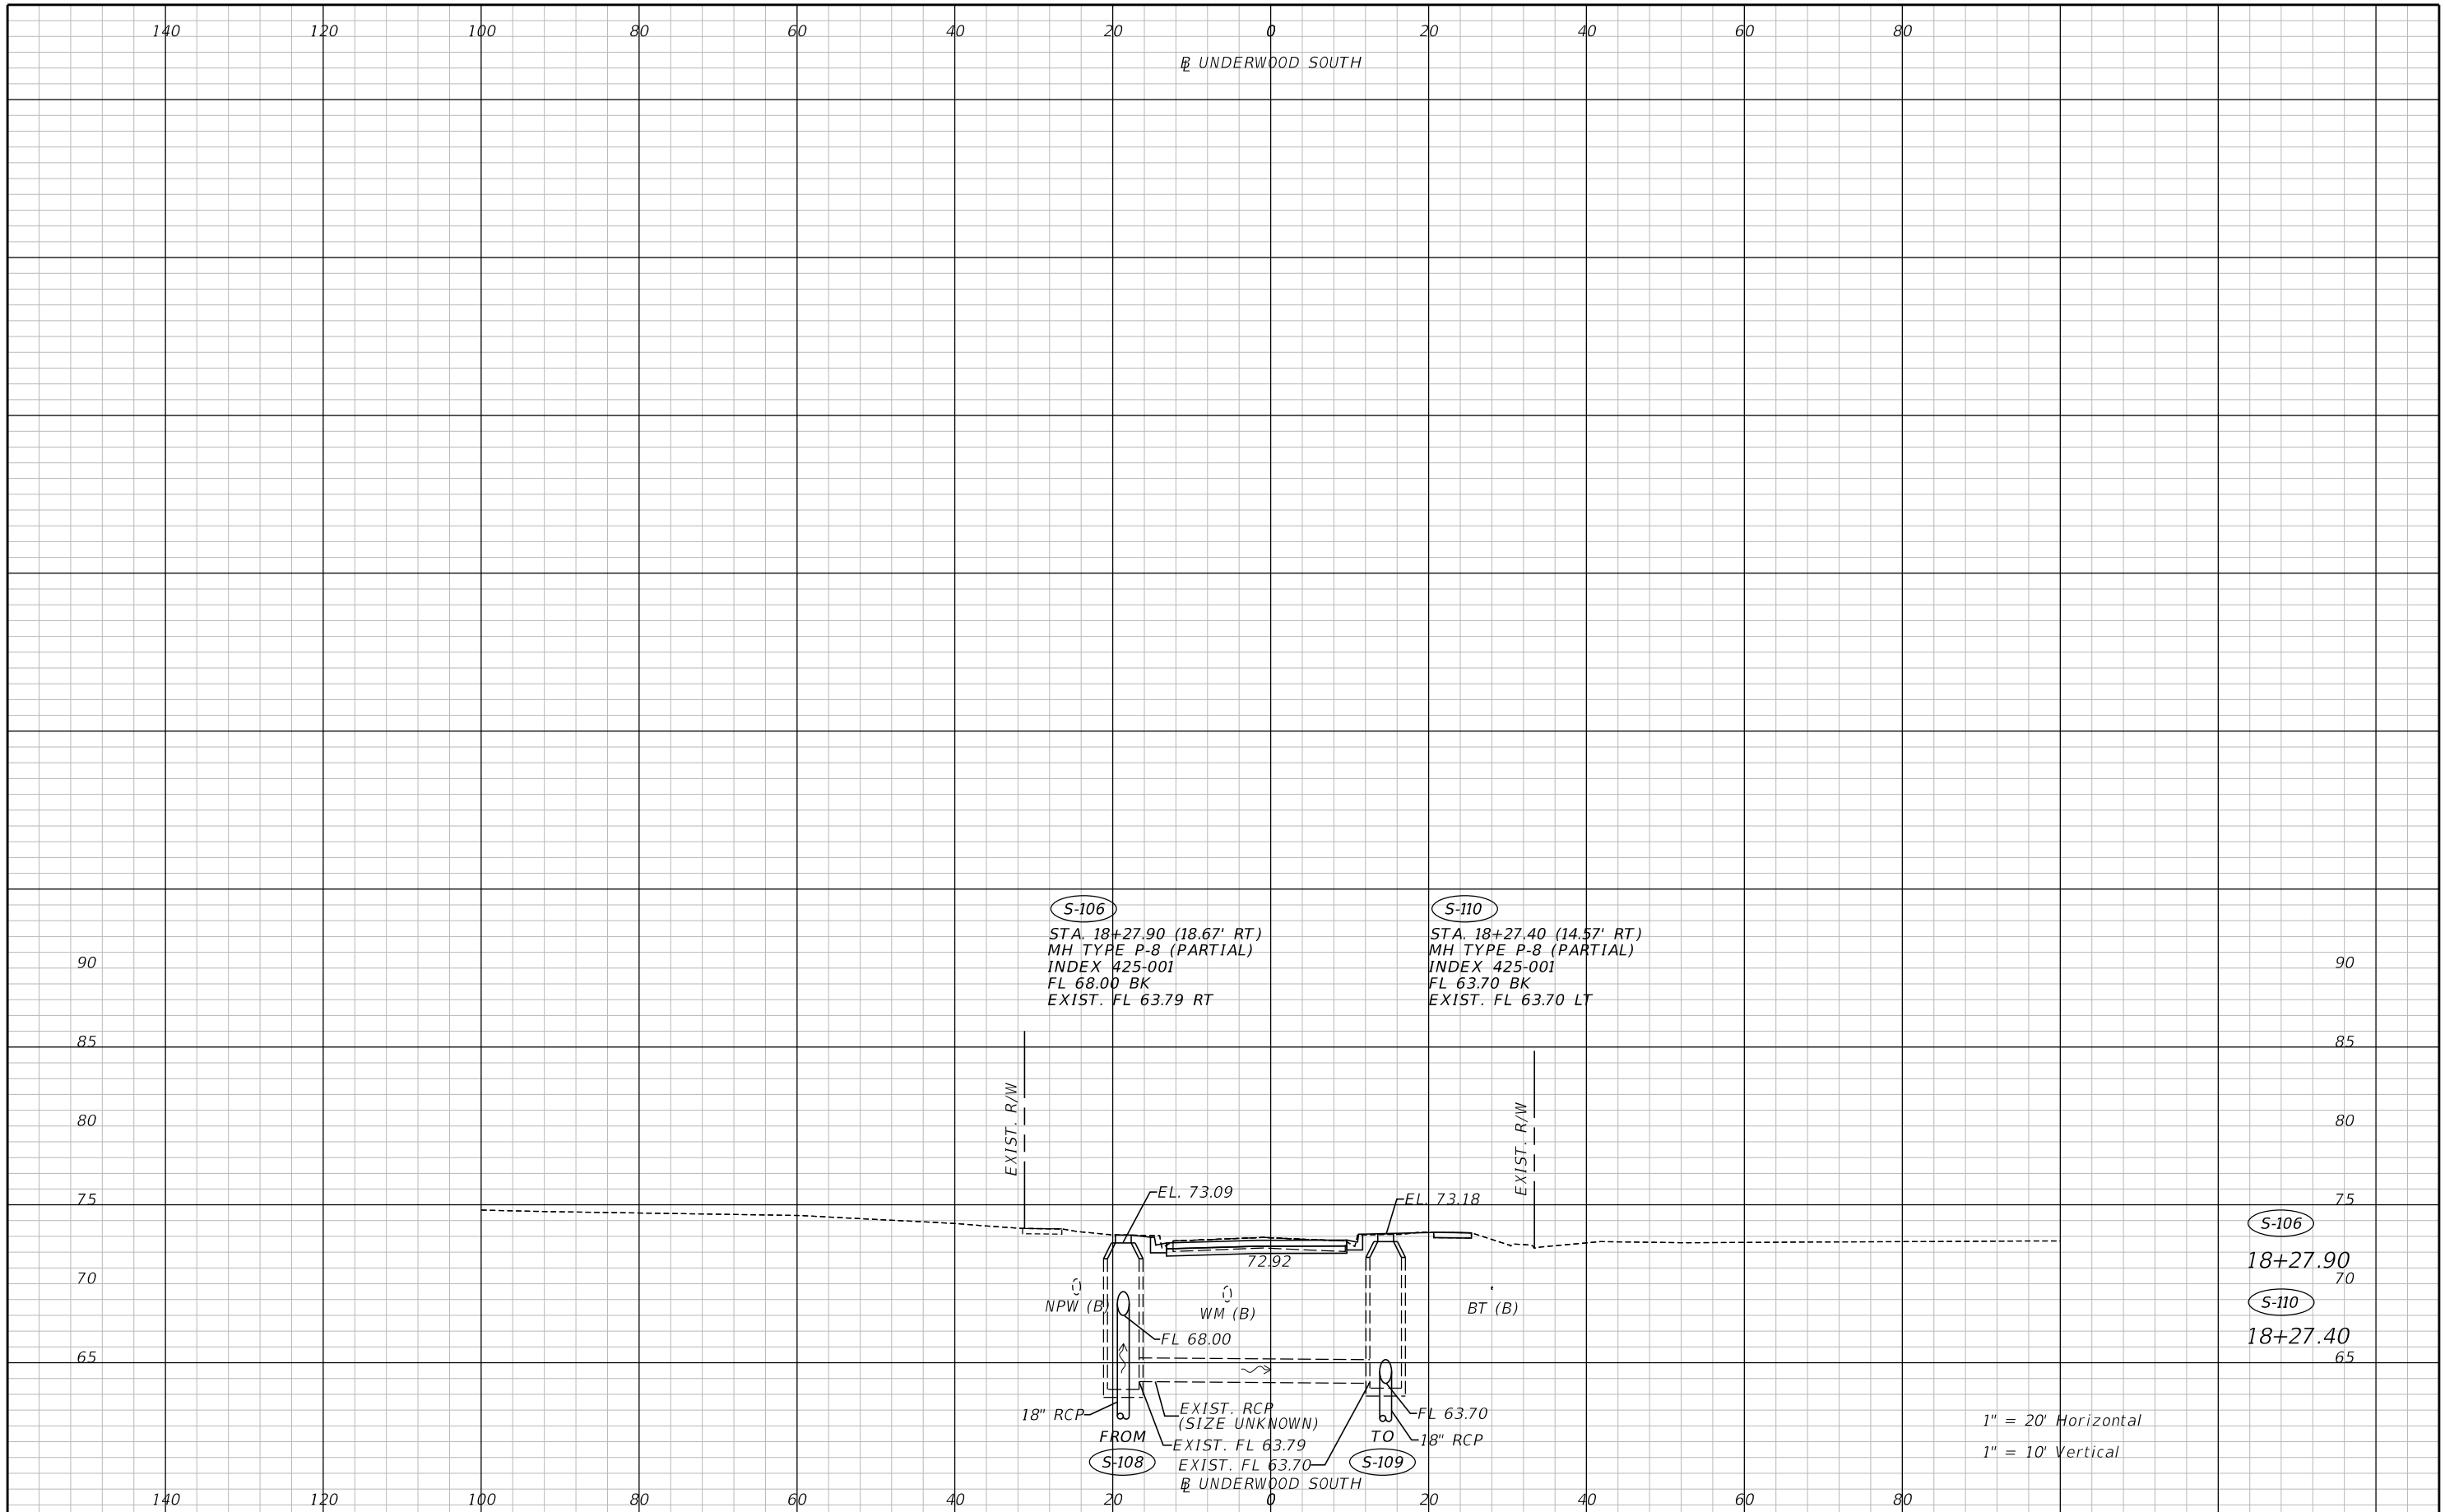 140 120 100 80 60 40 20 0 20 40 60 80
BL UNDERWOOD SOUTH
S-106
STA. 18+27.90 (18.67' RT)
MH TYPE P-8 (PARTIAL)
INDEX 425-001
FL 68.00 BK
EXIST. FL 63.79 RT
S-110
STA. 18+27.40 (14.57' RT)
MH TYPE P-8 (PARTIAL)
INDEX 425-001
FL 63.70 BK
EXIST. FL 63.70 LT
90 90
85 85
80 80
EXIST. R/W
EXIST. R/W
75 75
EL. 73.09
EL. 73.18
S-106
18+27.90
72.92
70 70
NPW (B)
WM (B)
BT (B)
S-110
18+27.40
FL 68.00
65 65
18" RCP
EXIST. RCP
(SIZE UNKNOWN)
FL 63.70
18" RCP
FROM
S-108
EXIST. FL 63.79
EXIST. FL 63.70
TO
S-109
1" = 20' Horizontal
1" = 10' Vertical
BL UNDERWOOD SOUTH
140 120 100 80 60 40 20 0 20 40 60 80